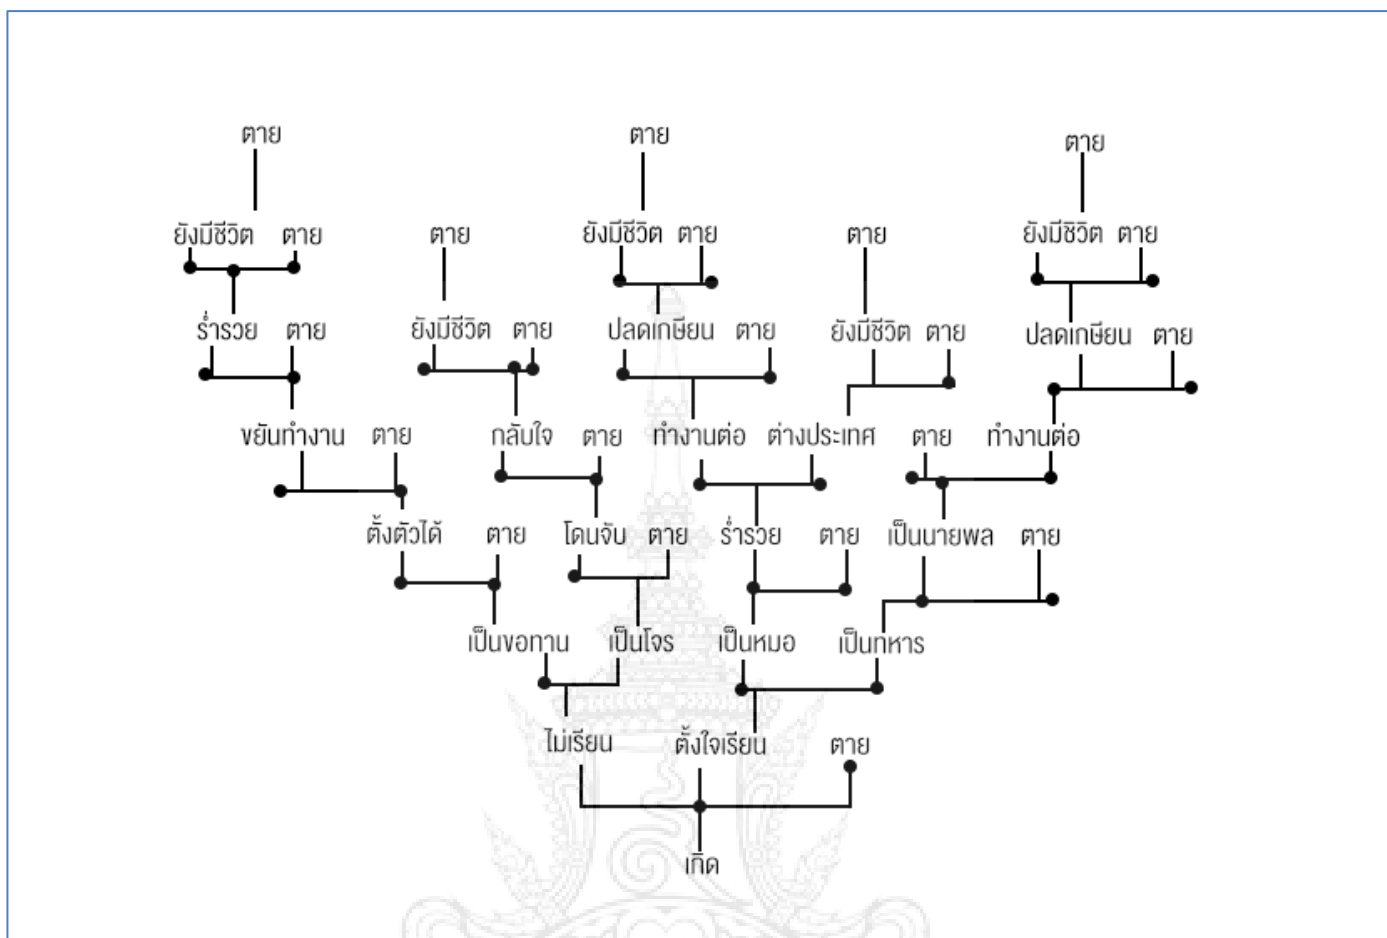 ตาย ตาย ตาย
ยังมีชีวิต ตาย ตาย ยังมีชีวิต ตาย ตาย ยังมีชีวิต ตาย
ร่ำรวย ตาย ยังมีชีวิต ตาย ปลดเกษียน ตาย ยังมีชีวิต ตาย ปลดเกษียน ตาย
ขยันทำงาน ตาย กลับใจ ตาย ทำงานต่อ ต่างประเทศ ตาย ทำงานต่อ
ตั้งตัวได้ ตาย โดนจับ ตาย ร่ำรวย ตาย เป็นนายพล ตาย
เป็นขอทาน เป็นโจร เป็นหมอ เป็นทหาร
ไม่เรียน ตั้งใจเรียน ตาย
เกิด